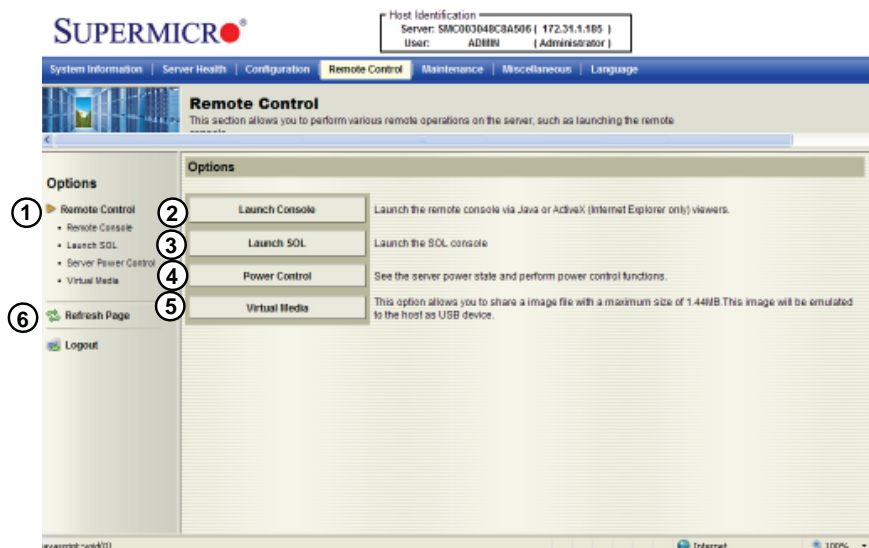 SUPERMICR®
Host Identification
Server: SMC003048C8A506 ( 172.31.1.185 )
User: ADMIN ( Administrator )
System Information | Server Health | Configuration | Remote Control | Maintenance | Miscellaneous | Language
Remote Control
This section allows you to perform various remote operations on the server, such as launching the remote
console.
Options
Options
1 Remote Control
• Remote Console
• Launch SOL
• Server Power Control
• Virtual Media
6 Refresh Page
Logout
2 Launch Console
Launch the remote console via Java or ActiveX (Internet Explorer only) viewers.
3 Launch SOL
Launch the SOL console
4 Power Control
See the server power state and perform power control functions.
5 Virtual Media
This option allows you to share a image file with a maximum size of 1.44MB.This image will be emulated
to the host as USB device.
Internet
100%